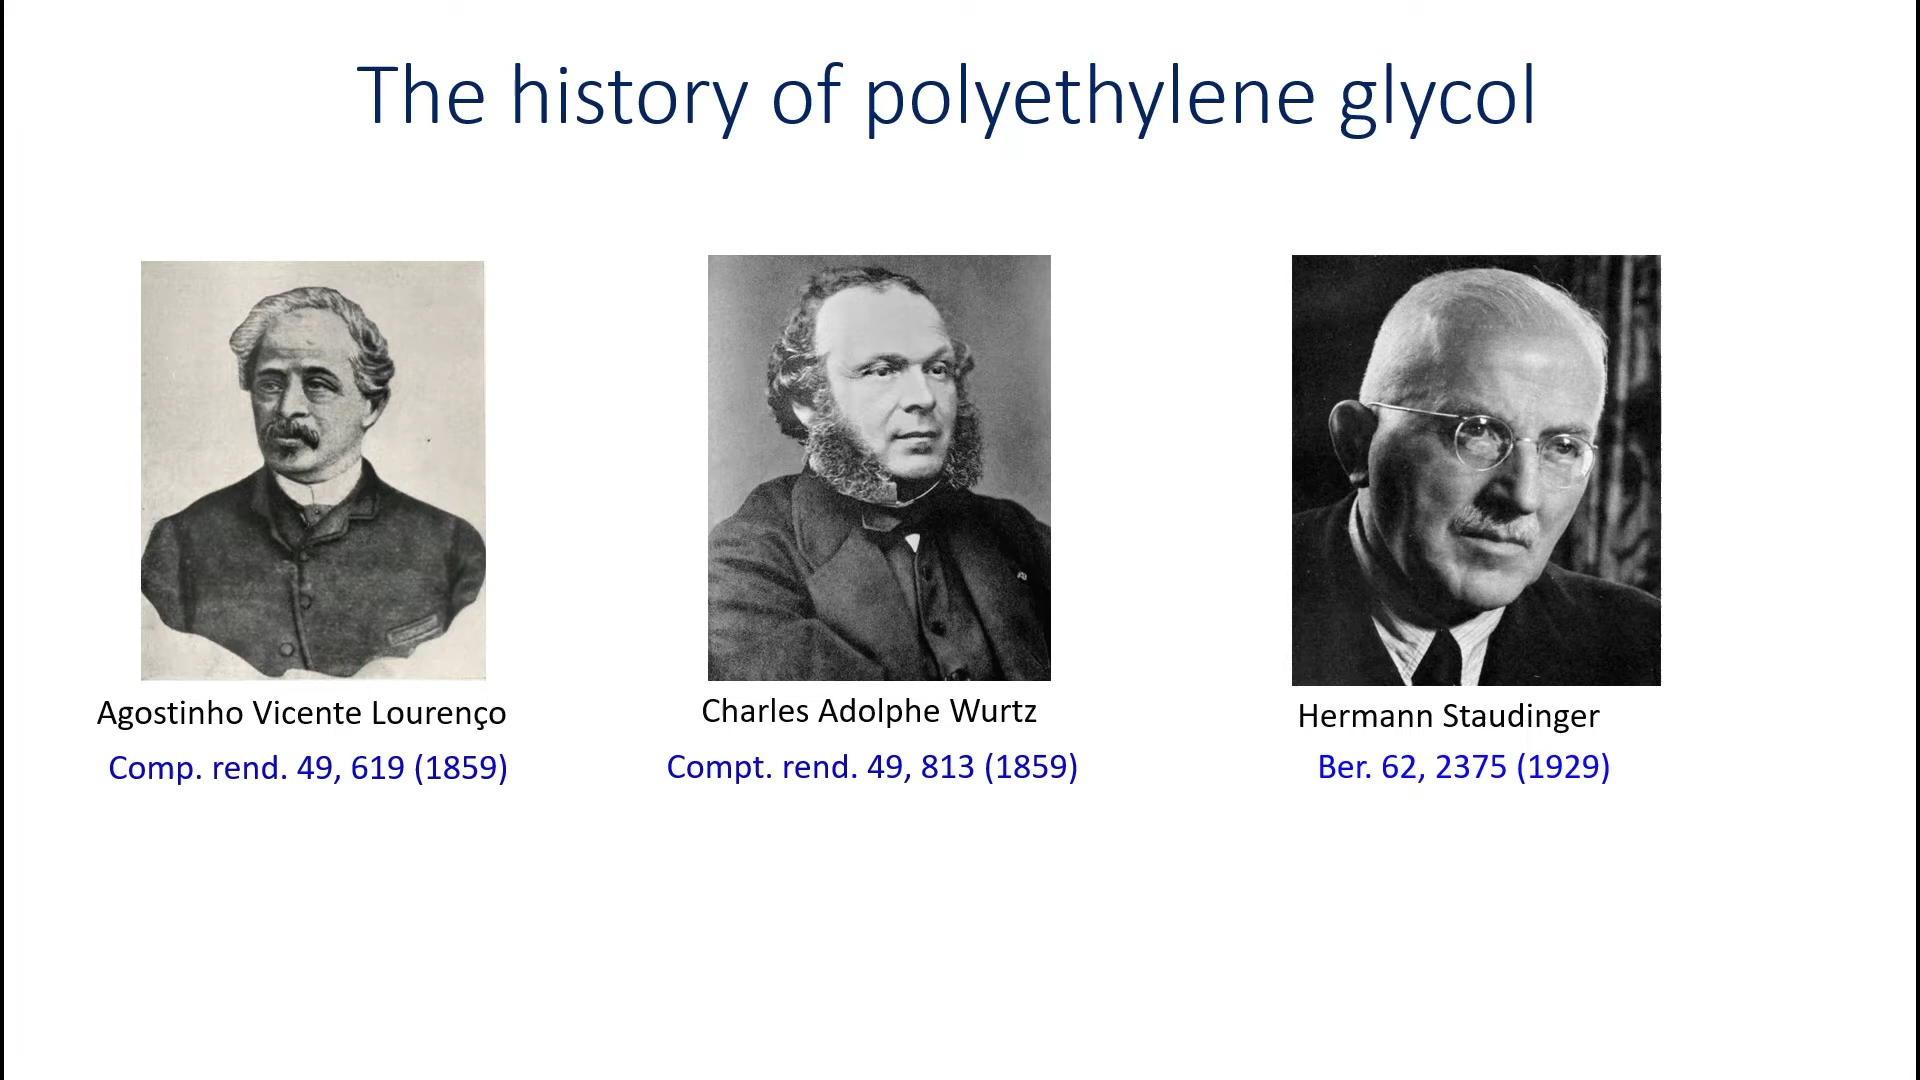 The history of polyethylene glycol
Agostinho Vicente Lourenço
Comp. rend. 49, 619 (1859)
Charles Adolphe Wurtz
Compt. rend. 49, 813 (1859)
Hermann Staudinger
Ber. 62, 2375 (1929)